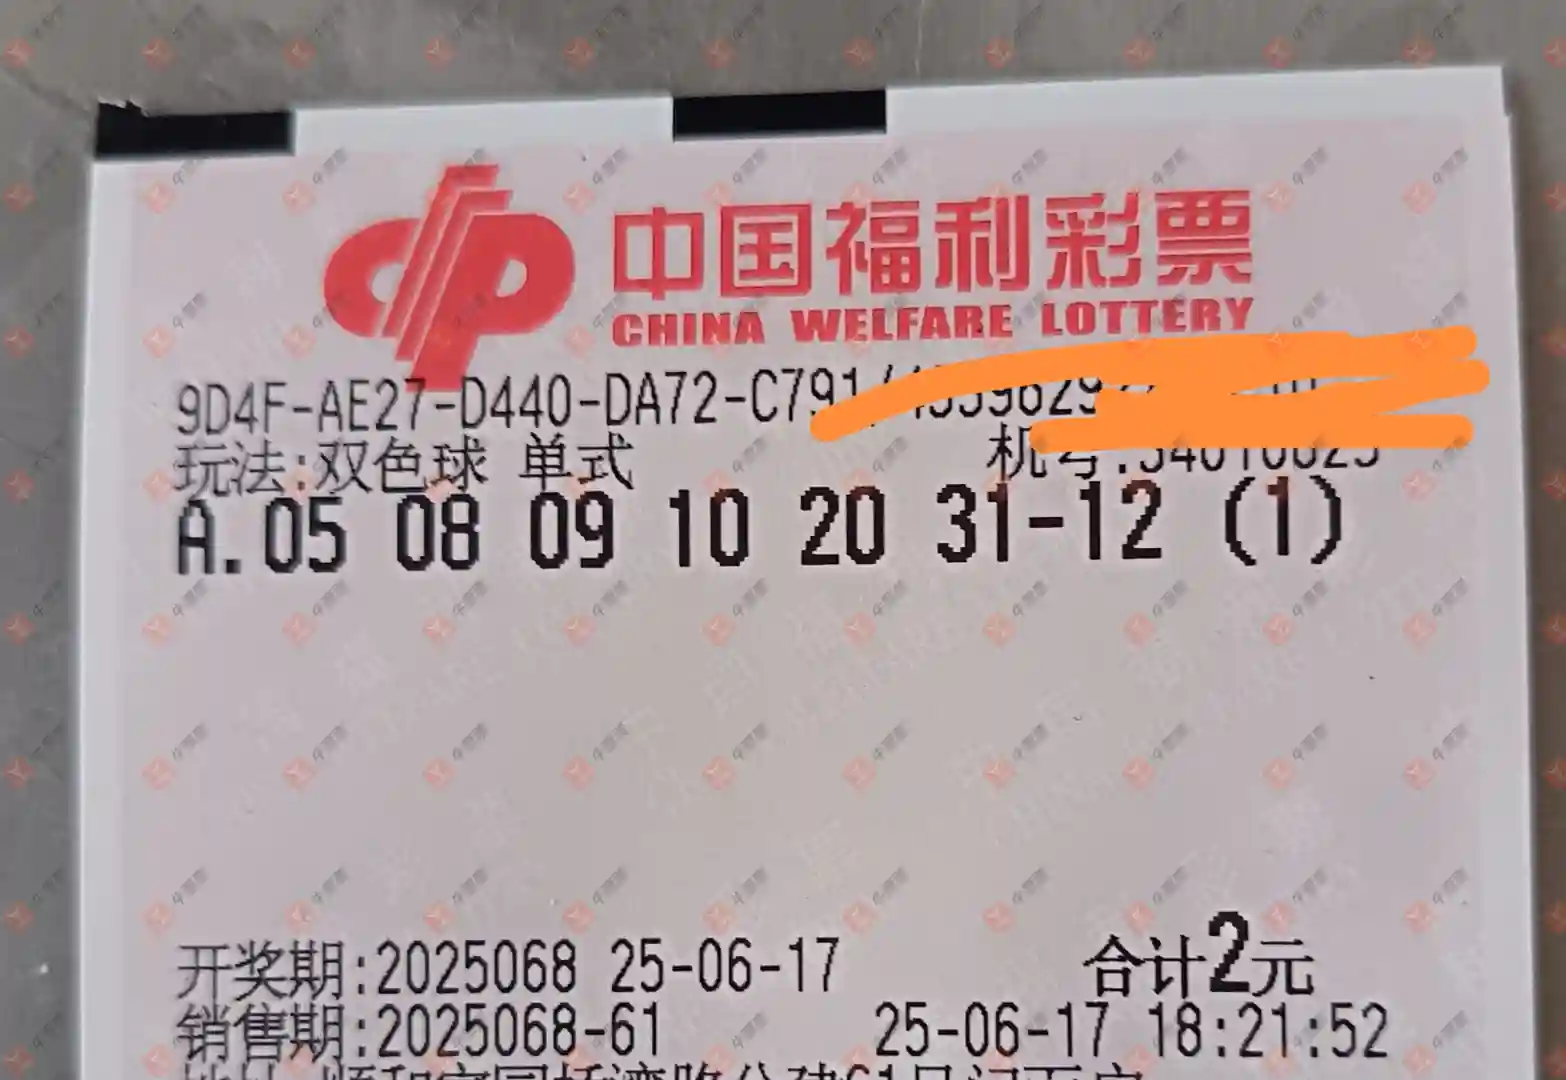 中国福利彩票
CHINA WELFARE LOTTERY
9D4F-AE27-D440-DA72-C791
玩法:双色球 单式 机号:
A.05 08 09 10 20 31-12 (1)
开奖期:2025068 25-06-17 合计2元
销售期:2025068-61 25-06-17 18:21:52